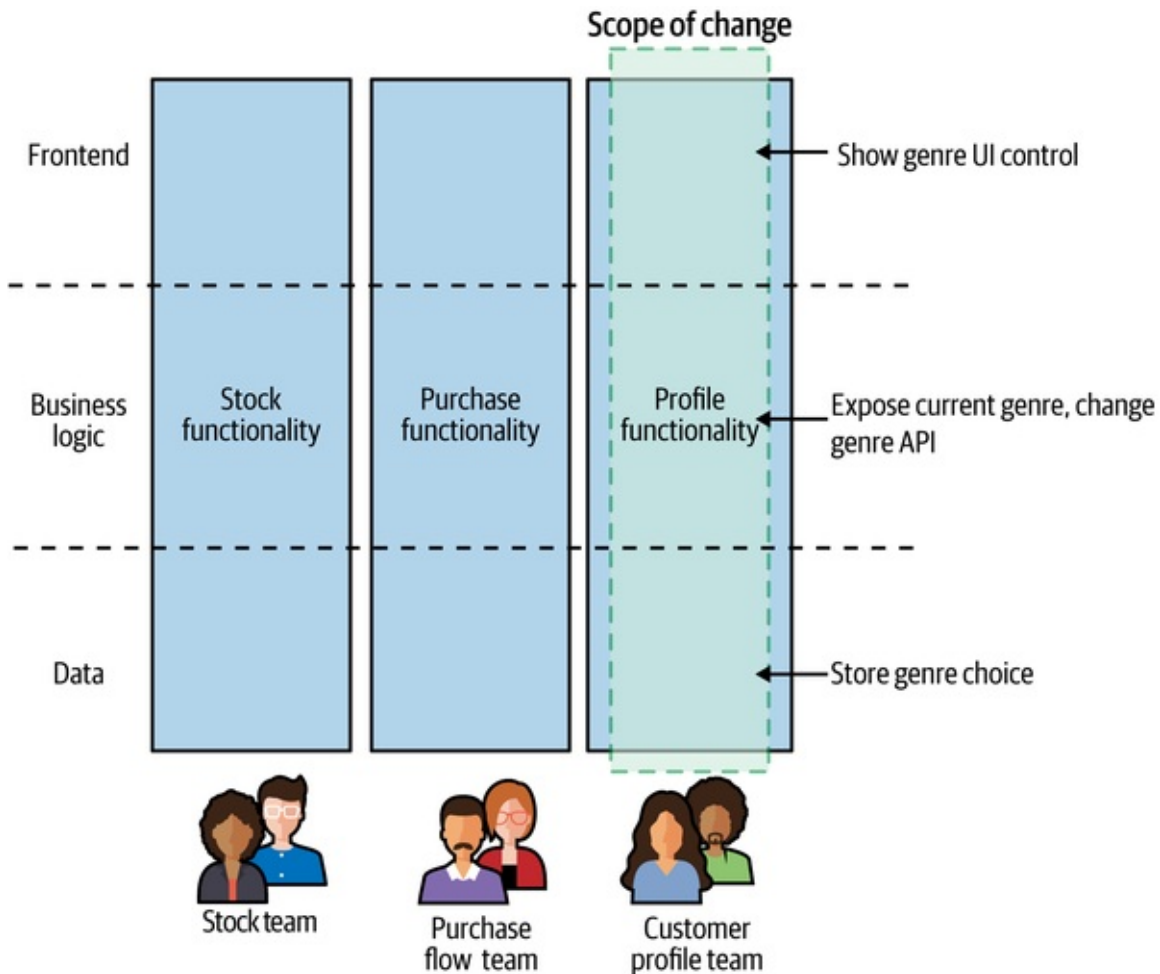 Scope of change
Frontend
Show genre UI control
Business
logic
Stock
functionality
Purchase
functionality
Profile
functionality
Expose current genre, change
genre API
Data
Store genre choice
Stock team
Purchase
flow team
Customer
profile team